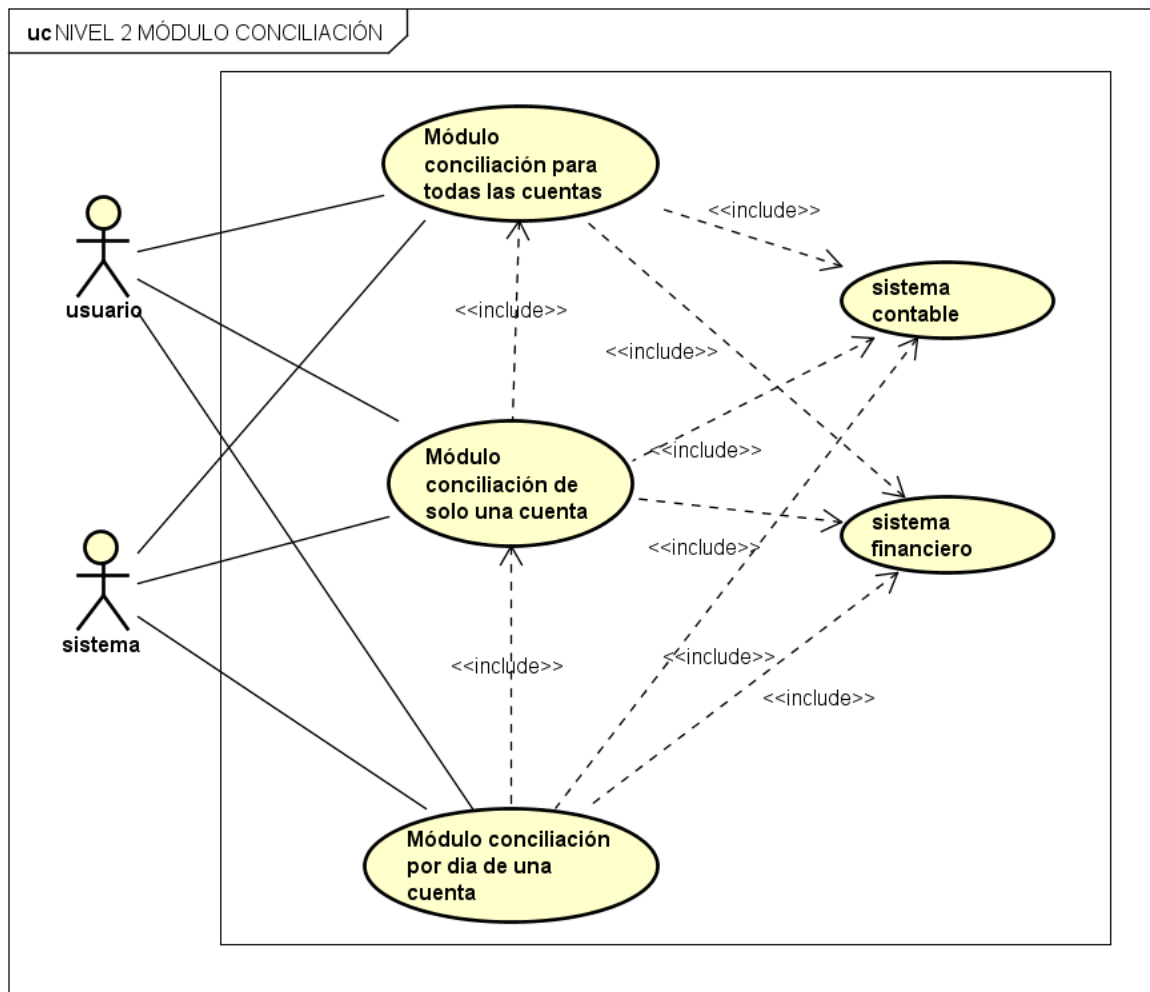 uc NIVEL 2 MÓDULO CONCILIACIÓN
Módulo
conciliación para
todas las cuentas
<<include>>
usuario
sistema
contable
<<include>>
<<include>>
Módulo
conciliación de
solo una cuenta
<<include>>
sistema
financiero
<<include>>
sistema
<<include>>
<<include>>
<<include>>
Módulo conciliación
por dia de una
cuenta